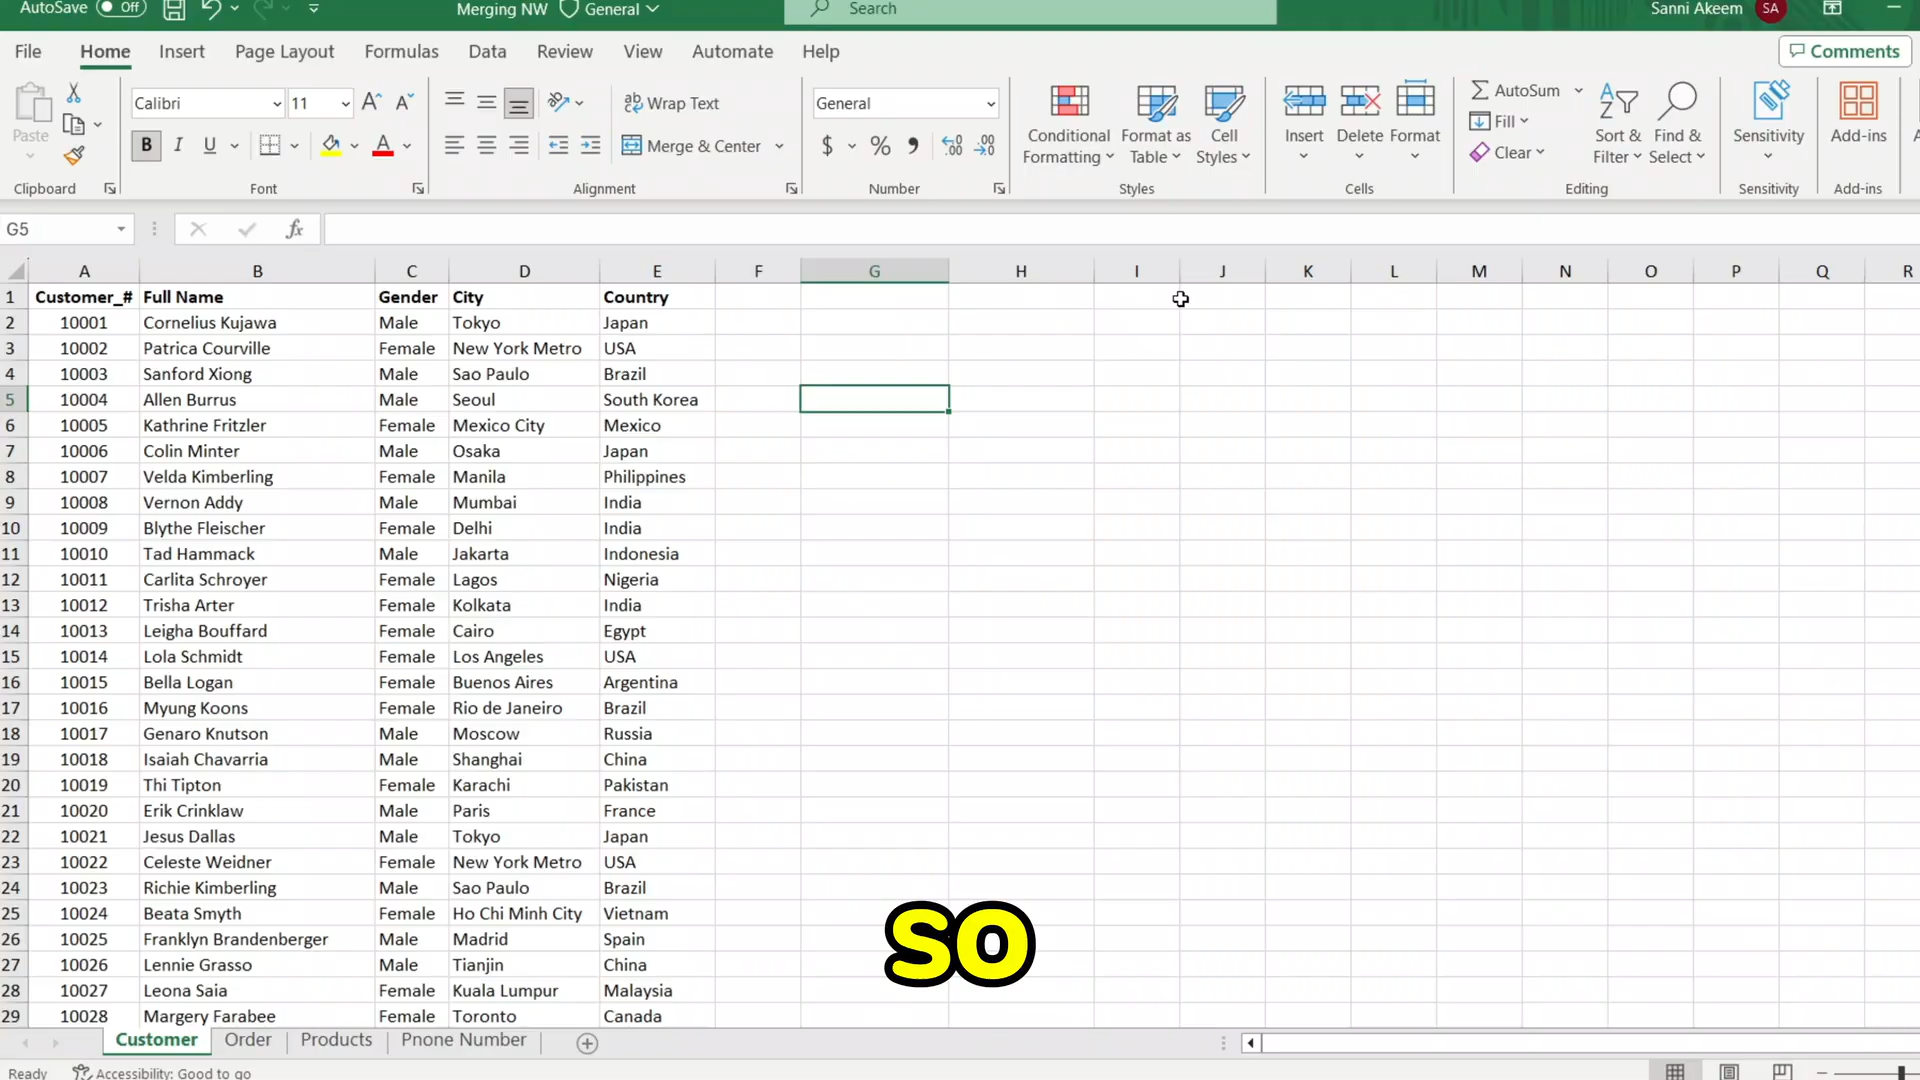 AutoSave Off Merging NW General Search Sanni Akeem SA
File Home Insert Page Layout Formulas Data Review View Automate Help Comments
Calibri 11 Wrap Text General AutoSum
Paste Conditional Format as Cell Insert Delete Format Fill Sort & Find & Sensitivity Add-ins
B I U Merge & Center $ % Formatting Table Styles Clear Filter Select
Clipboard Font Alignment Number Styles Cells Editing Sensitivity Add-ins
G5 fx
A B C D E F G H I J K L M N O P Q R
1 Customer_# Full Name Gender City Country
2 10001 Cornelius Kujawa Male Tokyo Japan
3 10002 Patrica Courville Female New York Metro USA
4 10003 Sanford Xiong Male Sao Paulo Brazil
5 10004 Allen Burrus Male Seoul South Korea
6 10005 Kathrine Fritzler Female Mexico City Mexico
7 10006 Colin Minter Male Osaka Japan
8 10007 Velda Kimberling Female Manila Philippines
9 10008 Vernon Addy Male Mumbai India
10 10009 Blythe Fleischer Female Delhi India
11 10010 Tad Hammack Male Jakarta Indonesia
12 10011 Carlita Schroyer Female Lagos Nigeria
13 10012 Trisha Arter Female Kolkata India
14 10013 Leigha Bouffard Female Cairo Egypt
15 10014 Lola Schmidt Female Los Angeles USA
16 10015 Bella Logan Female Buenos Aires Argentina
17 10016 Myung Koons Female Rio de Janeiro Brazil
18 10017 Genaro Knutson Male Moscow Russia
19 10018 Isaiah Chavarria Male Shanghai China
20 10019 Thi Tipton Female Karachi Pakistan
21 10020 Erik Crinklaw Male Paris France
22 10021 Jesus Dallas Male Tokyo Japan
23 10022 Celeste Weidner Female New York Metro USA
24 10023 Richie Kimberling Male Sao Paulo Brazil
25 10024 Beata Smyth Female Ho Chi Minh City Vietnam
26 10025 Franklyn Brandenberger Male Madrid Spain
27 10026 Lennie Grasso Male Tianjin China
28 10027 Leona Saia Female Kuala Lumpur Malaysia
29 10028 Margery Farabee Female Toronto Canada
SO
Customer Order Products Pnone Number
Ready Accessibility: Good to go